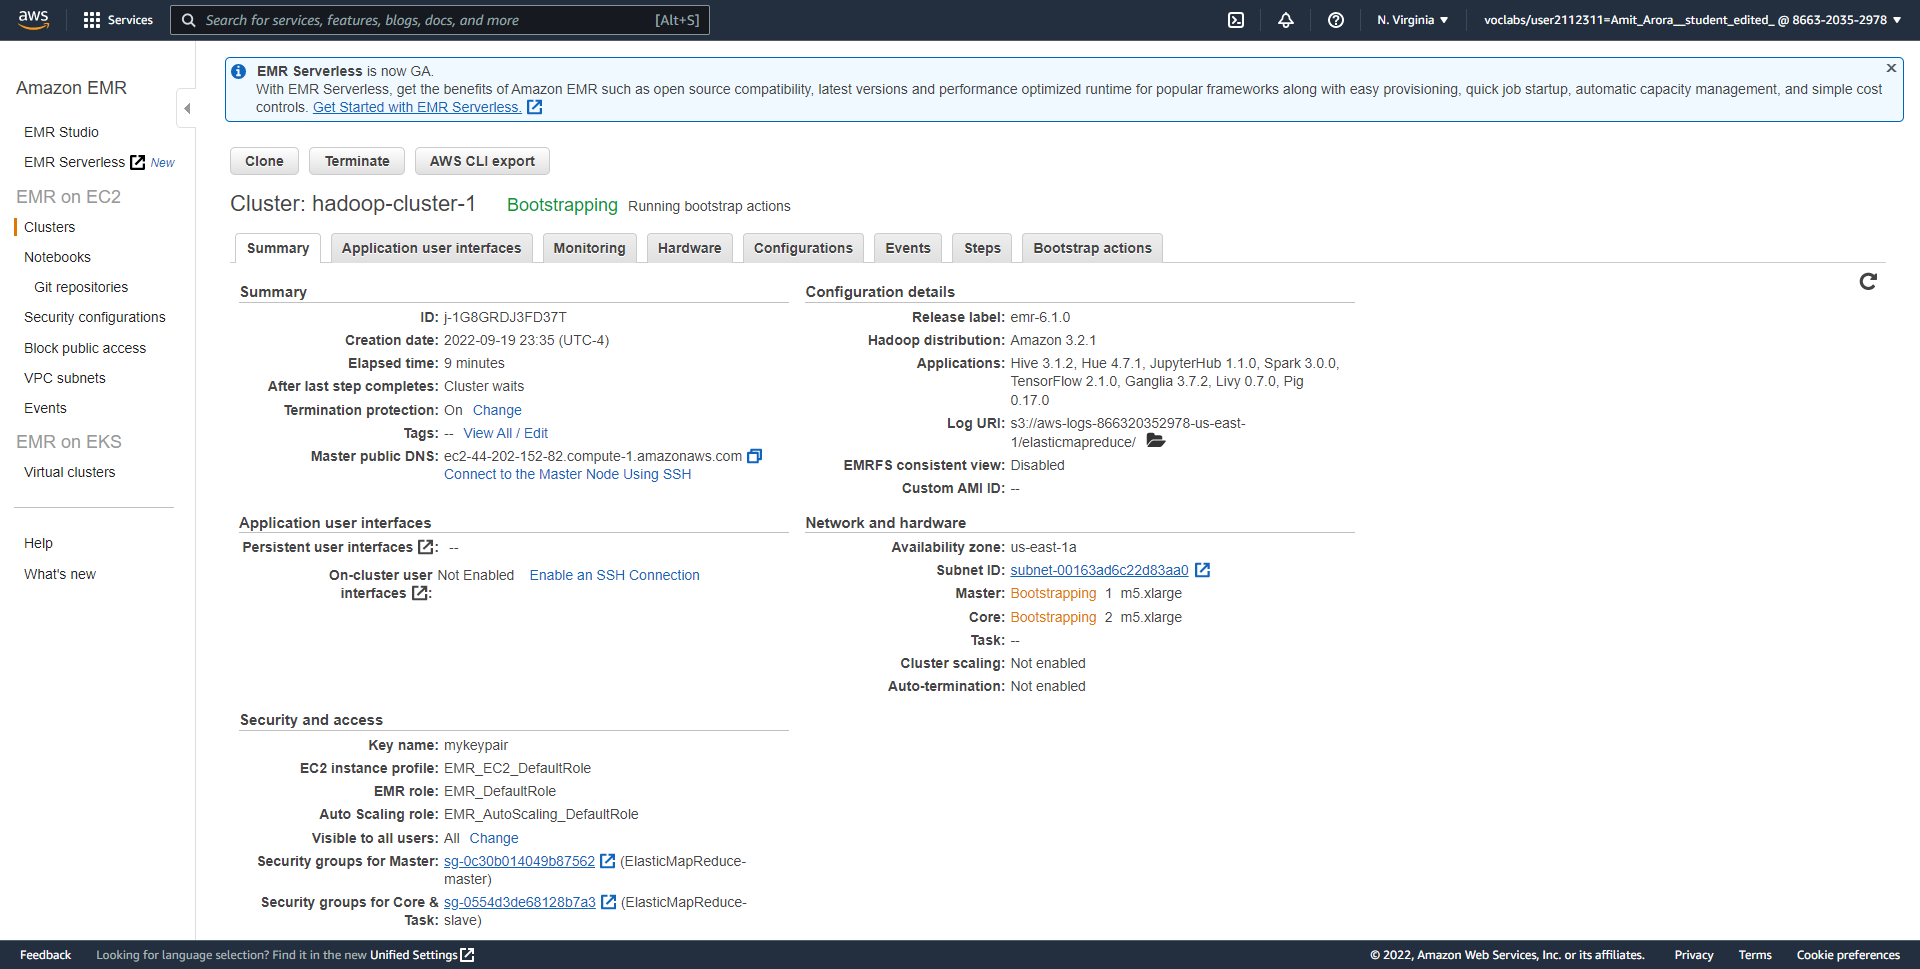 aws
Services
Search for services, features, blogs, docs, and more [Alt+S]
N. Virginia ▼
voclabs/user2112311=Amit_Arora__student_edited_ @ 8663-2035-2978 ▼
Amazon EMR
EMR Studio
EMR Serverless New
EMR on EC2
Clusters
Notebooks
Git repositories
Security configurations
Block public access
VPC subnets
Events
EMR on EKS
Virtual clusters
Help
What's new
EMR Serverless is now GA.
With EMR Serverless, get the benefits of Amazon EMR such as open source compatibility, latest versions and performance optimized runtime for popular frameworks along with easy provisioning, quick job startup, automatic capacity management, and simple cost
controls. Get Started with EMR Serverless.
Clone Terminate AWS CLI export
Cluster: hadoop-cluster-1 Bootstrapping Running bootstrap actions
Summary Application user interfaces Monitoring Hardware Configurations Events Steps Bootstrap actions
Summary
ID: j-1G8GRDJ3FD37T
Creation date: 2022-09-19 23:35 (UTC-4)
Elapsed time: 9 minutes
After last step completes: Cluster waits
Termination protection: On Change
Tags: -- View All / Edit
Master public DNS: ec2-44-202-152-82.compute-1.amazonaws.com
Connect to the Master Node Using SSH
Configuration details
Release label: emr-6.1.0
Hadoop distribution: Amazon 3.2.1
Applications: Hive 3.1.2, Hue 4.7.1, JupyterHub 1.1.0, Spark 3.0.0,
TensorFlow 2.1.0, Ganglia 3.7.2, Livy 0.7.0, Pig
0.17.0
Log URI: s3://aws-logs-866320352978-us-east-
1/elasticmapreduce/
EMRFS consistent view: Disabled
Custom AMI ID: --
Application user interfaces
Persistent user interfaces : --
On-cluster user Not Enabled Enable an SSH Connection
interfaces :
Network and hardware
Availability zone: us-east-1a
Subnet ID: subnet-00163ad6c22d83aa0
Master: Bootstrapping 1 m5.xlarge
Core: Bootstrapping 2 m5.xlarge
Task: --
Cluster scaling: Not enabled
Auto-termination: Not enabled
Security and access
Key name: mykeypair
EC2 instance profile: EMR_EC2_DefaultRole
EMR role: EMR_DefaultRole
Auto Scaling role: EMR_AutoScaling_DefaultRole
Visible to all users: All Change
Security groups for Master: sg-0c30b014049b87562 (ElasticMapReduce-
master)
Security groups for Core & sg-0554d3de68128b7a3 (ElasticMapReduce-
Task: slave)
Feedback Looking for language selection? Find it in the new Unified Settings
© 2022, Amazon Web Services, Inc. or its affiliates. Privacy Terms Cookie preferences